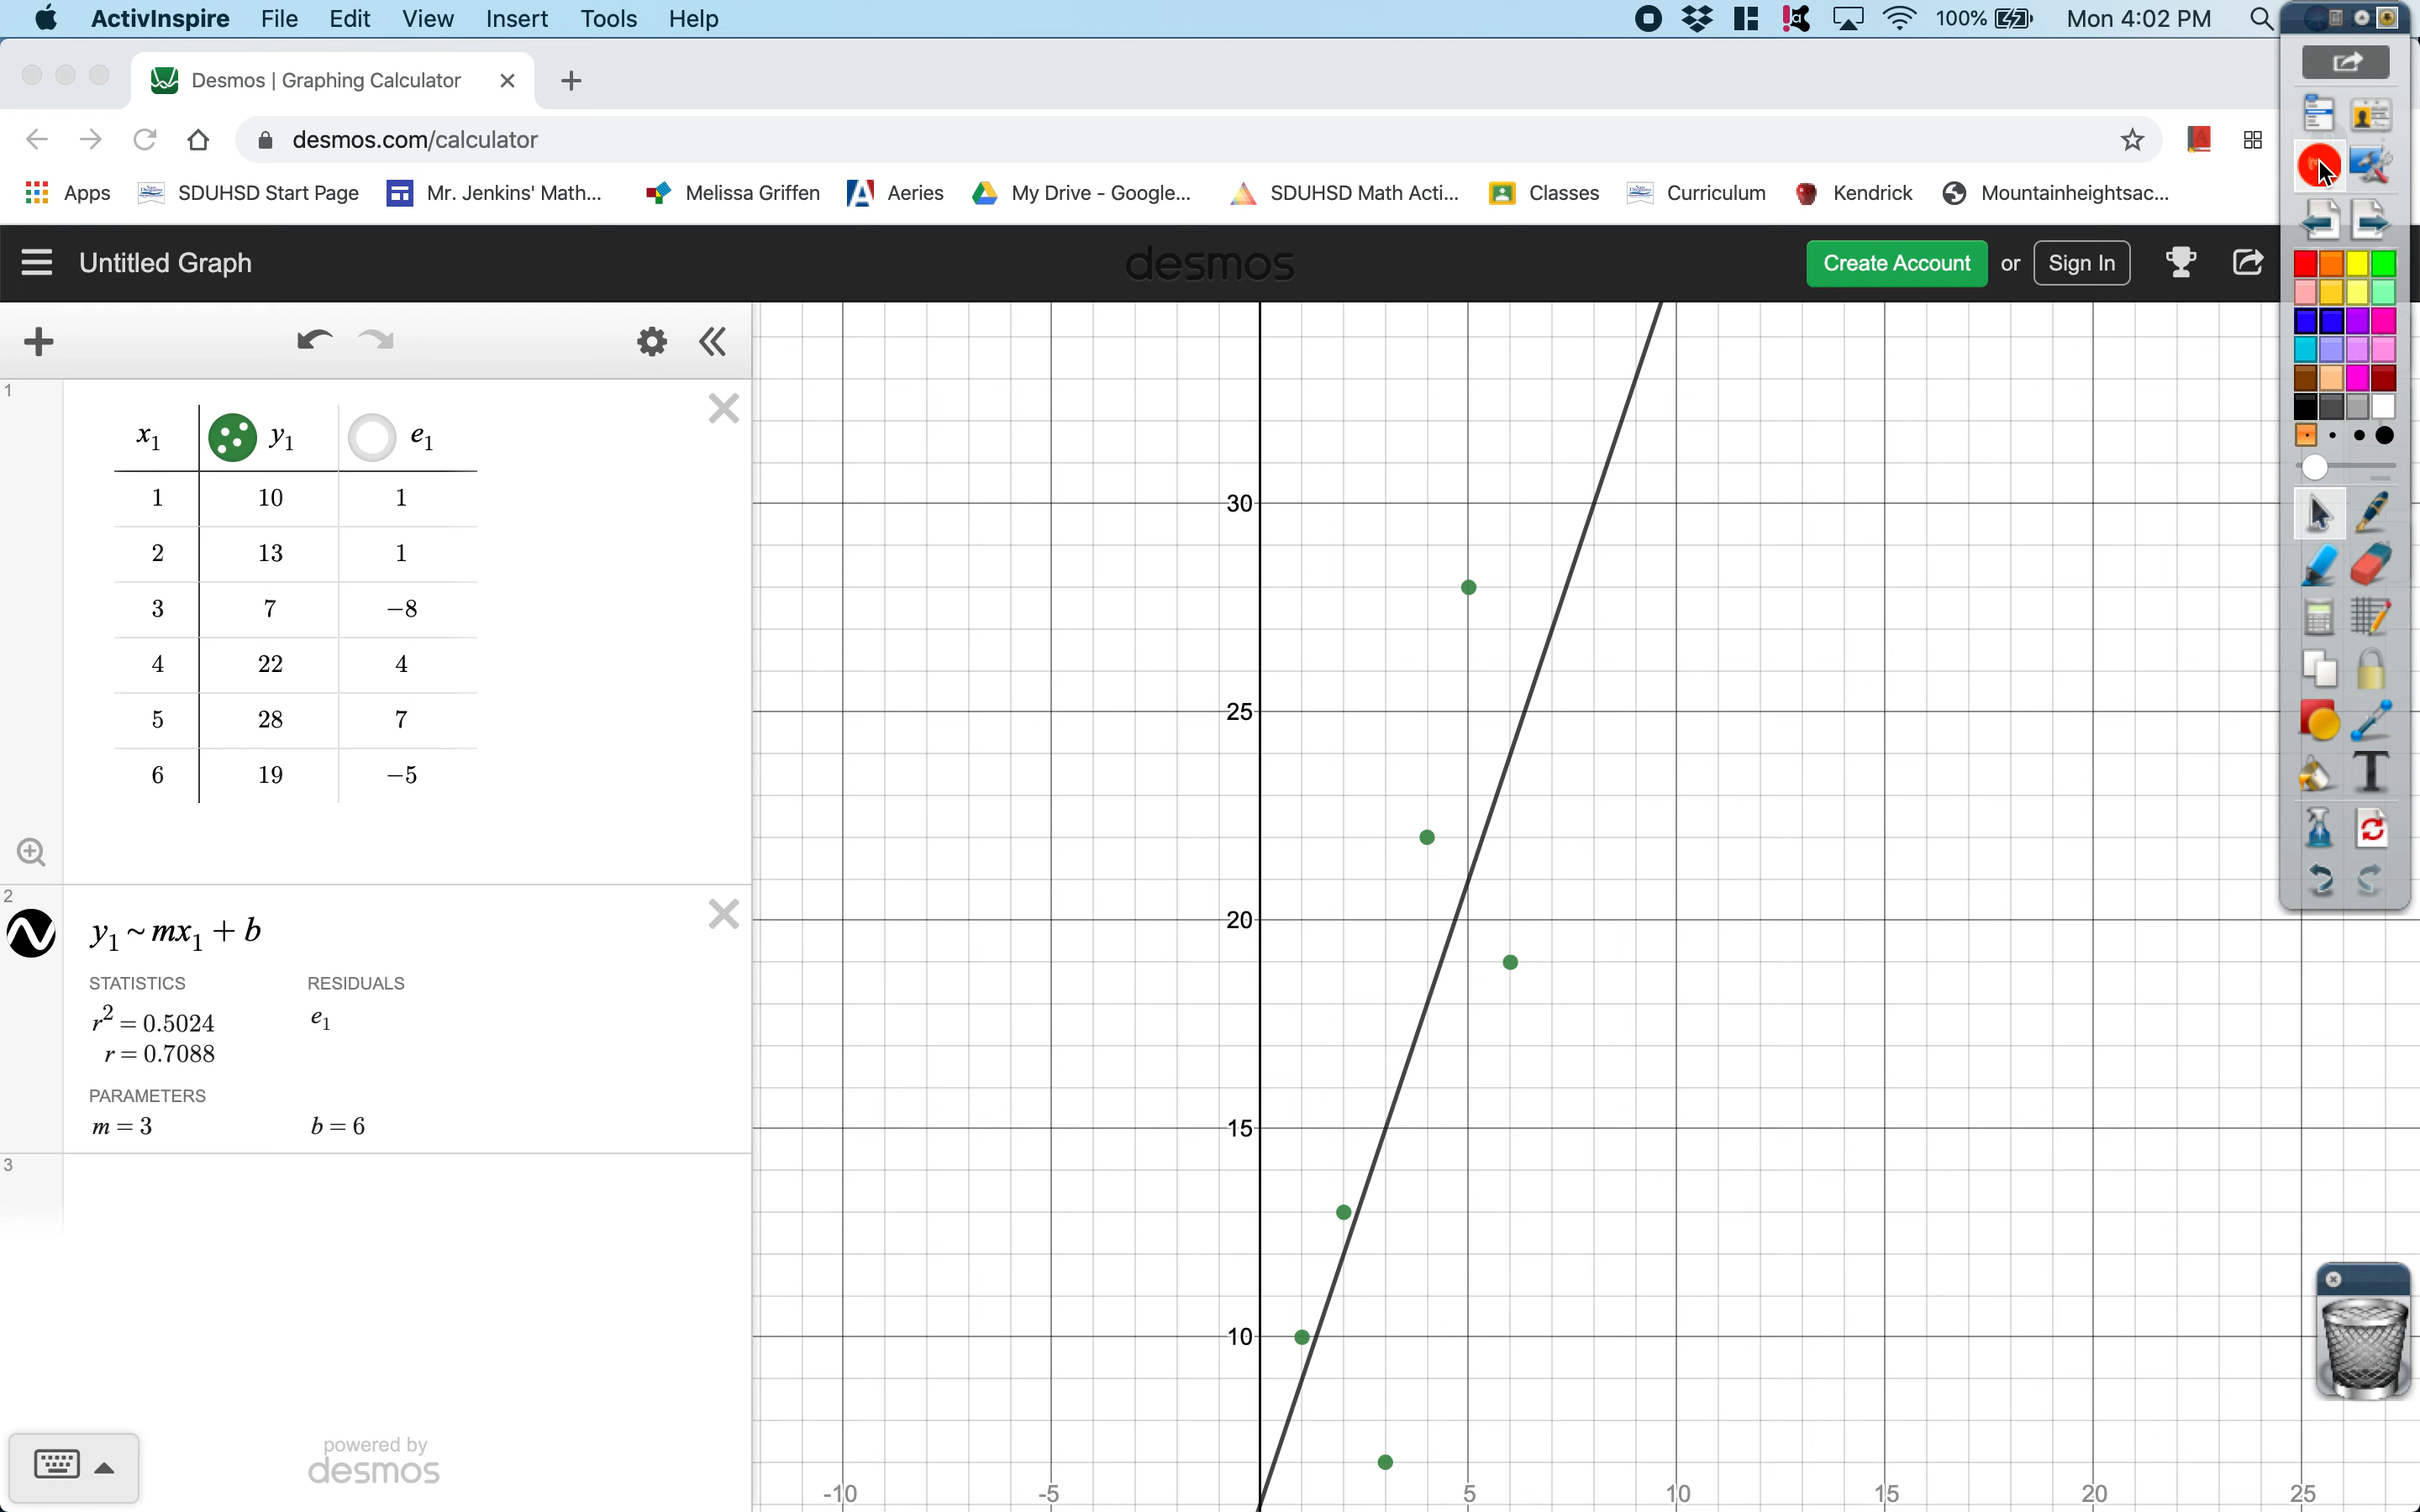 ActivInspire File Edit View Insert Tools Help 100% Mon 4:02 PM
Desmos | Graphing Calculator
desmos.com/calculator
Apps SDUHSD Start Page Mr. Jenkins' Math... Melissa Griffen Aeries My Drive - Google... SDUHSD Math Acti... Classes Curriculum Kendrick Mountainheightsac...
Untitled Graph desmos Create Account or Sign In
1
x₁ y₁ e₁
1 10 1
2 13 1
3 7 −8
4 22 4
5 28 7
6 19 −5
2
y₁ ~ mx₁ + b
STATISTICS RESIDUALS
r² = 0.5024 e₁
r = 0.7088
PARAMETERS
m = 3 b = 6
3
powered by
desmos
30
25
20
15
10
-10 -5 5 10 15 20 25